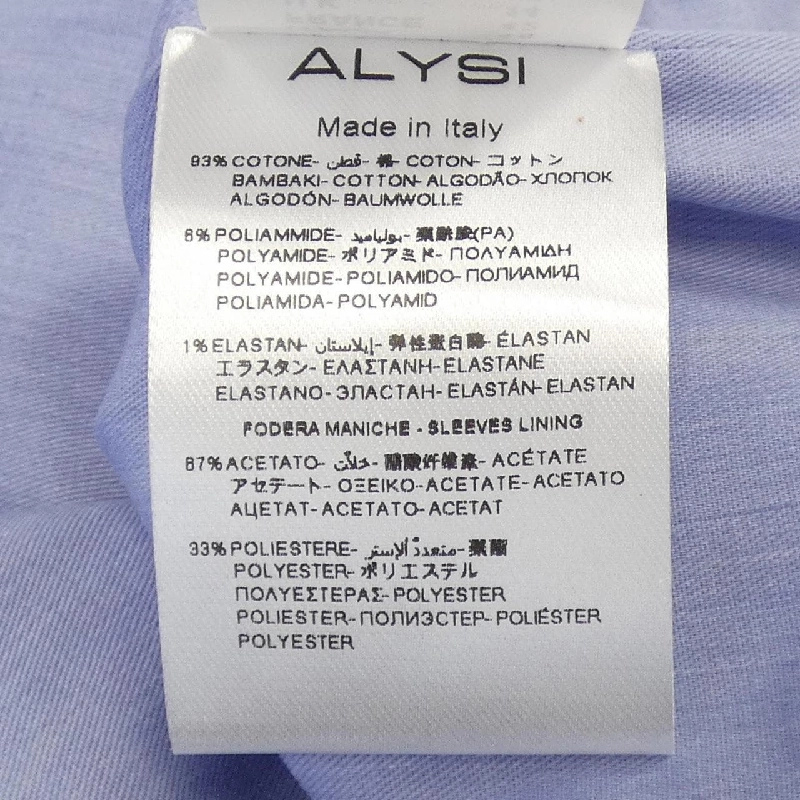 ALYSI
Made in Italy
93% COTONE- قطن- 棉- COTON- コットン
BAMBAKI- COTTON- ALGODÃO- ХЛОПОК
ALGODÓN- BAUMWOLLE
6% POLIAMMIDE- بولياميد- 聚酰胺(PA)
POLYAMIDE- ポリアミド- ΠΟΛΥΑΜΙΔΗ
POLYAMIDE- POLIAMIDO- ПОЛИАМИД
POLIAMIDA- POLYAMID
1% ELASTAN- إيلاستان- 弹性蛋白酶- ÉLASTAN
エラスタン- ΕΛΑΣΤΑΝΗ- ELASTANE
ELASTANO- ЭЛАСТАН- ELASTÁN- ELASTAN
FODERA MANICHE - SLEEVES LINING
67% ACETATO- خلاّت- 醋酸纤维素- ACÉTATE
アセテート- ΟΞΕΙΚΟ- ACETATE- ACETATO
АЦЕТАТ- ACETATO- ACETAT
33% POLIESTERE- متعددّ ألإستر- 聚酯
POLYESTER- ポリエステル
ΠΟΛΥΕΣΤΕΡΑΣ- POLYESTER
POLIESTER- ПОЛИЭСТЕР- POLIÉSTER
POLYESTER